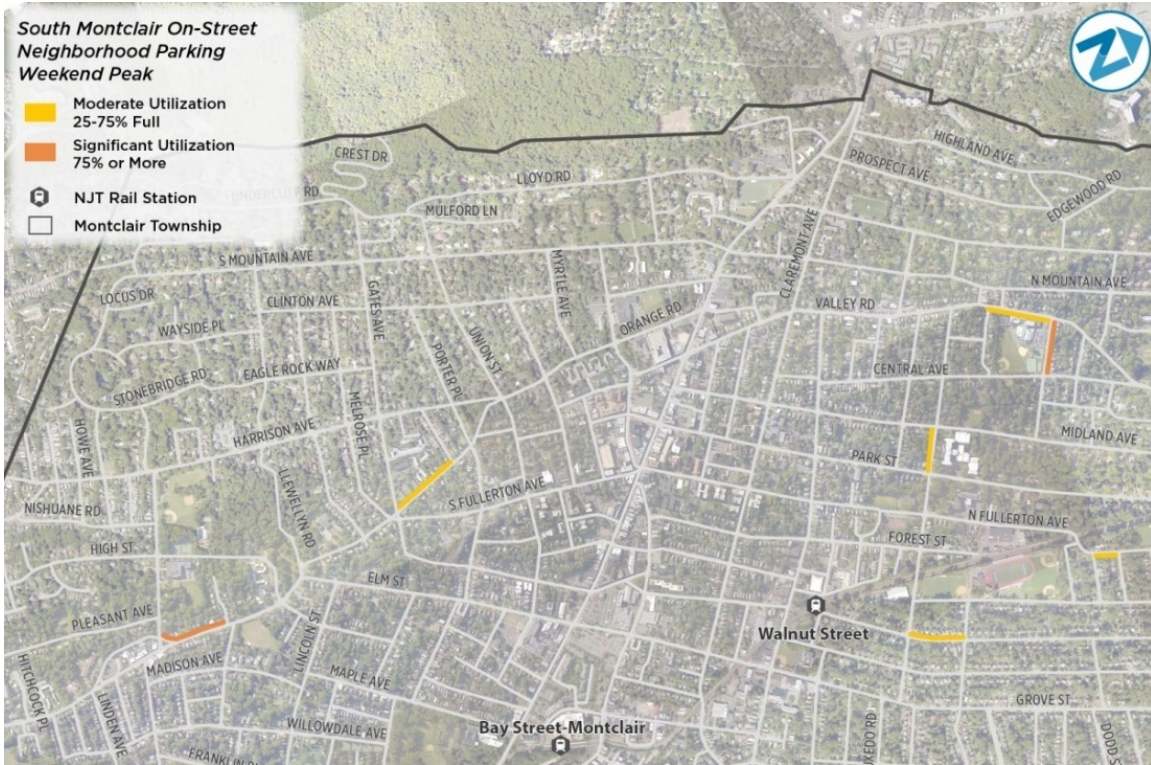 South Montclair On-Street
Neighborhood Parking
Weekend Peak
Moderate Utilization
25-75% Full
Significant Utilization
75% or More
NJT Rail Station
Montclair Township
CREST DR
LLOYD RD
HIGHLAND AVE
PROSPECT AVE
EDGEWOOD RD
MULFORD LN
S MOUNTAIN AVE
MYRTLE AVE
CLAREMONT AVE
N MOUNTAIN AVE
LOCUS DR
CLINTON AVE
GATES AVE
ORANGE RD
VALLEY RD
WAYSIDE PL
UNION ST
PORTER PL
STONEBRIDGE RD
EAGLE ROCK WAY
CENTRAL AVE
HOWE AVE
HARRISON AVE
MELROSE PL
MIDLAND AVE
PARK ST
NISHUANE RD
LLEWELLYN RD
S FULLERTON AVE
N FULLERTON AVE
HIGH ST
FOREST ST
ELM ST
PLEASANT AVE
LINCOLN ST
Walnut Street
HITCHCOCK PL
MADISON AVE
MAPLE AVE
LINDEN AVE
GROVE ST
WILLOWDALE AVE
Bay Street-Montclair
DODD S
FRANKLIN